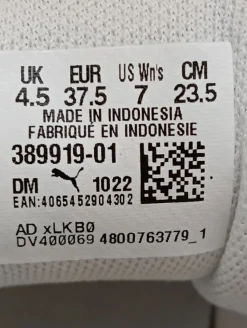 UK EUR US Wn's CM
4.5 37.5 7 23.5
MADE IN INDONESIA
FABRIQUÉ EN INDONESIE
389919-01
DM 1022
EAN:4065452904302
AD xLKB0
DV400069 4800763779_1